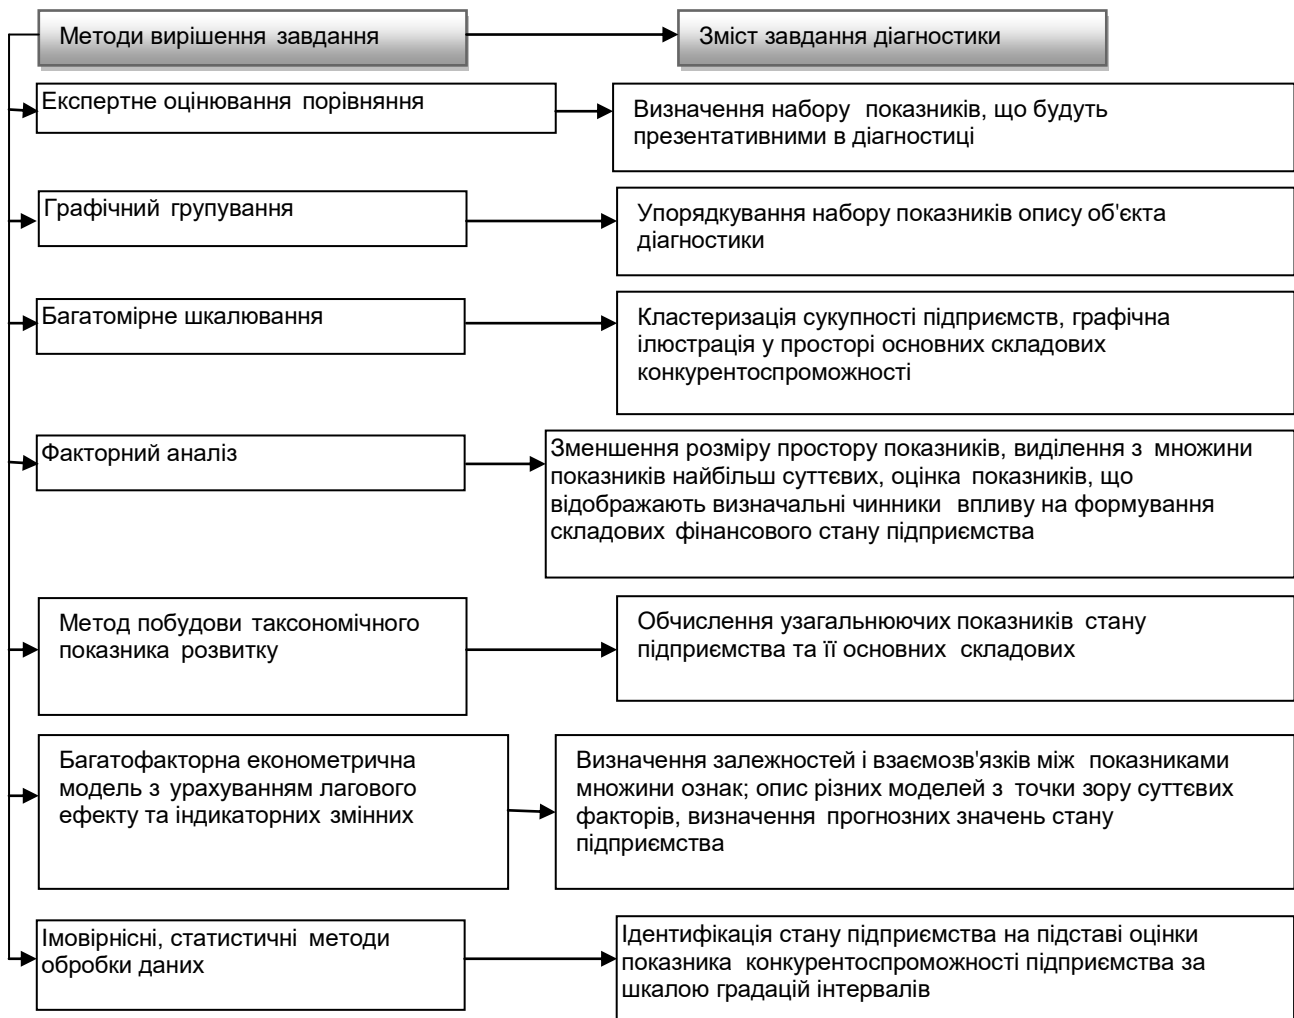 Методи вирішення завдання
Зміст завдання діагностики
Експертне оцінювання порівняння
Визначення набору показників, що будуть
презентативними в діагностиці
Графічний групування
Упорядкування набору показників опису об'єкта
діагностики
Багатомірне шкалювання
Кластеризація сукупності підприємств, графічна
ілюстрація у просторі основних складових
конкурентоспроможності
Факторний аналіз
Зменшення розміру простору показників, виділення з множини
показників найбільш суттєвих, оцінка показників, що
відображають визначальні чинники впливу на формування
складових фінансового стану підприємства
Метод побудови таксономічного
показника розвитку
Обчислення узагальнюючих показників стану
підприємства та її основних складових
Багатофакторна економетрична
модель з урахуванням лагового
ефекту та індикаторних змінних
Визначення залежностей і взаємозв'язків між показниками
множини ознак; опис різних моделей з точки зору суттєвих
факторів, визначення прогнозних значень стану
підприємства
Імовірнісні, статистичні методи
обробки даних
Ідентифікація стану підприємства на підставі оцінки
показника конкурентоспроможності підприємства за
шкалою градацій інтервалів